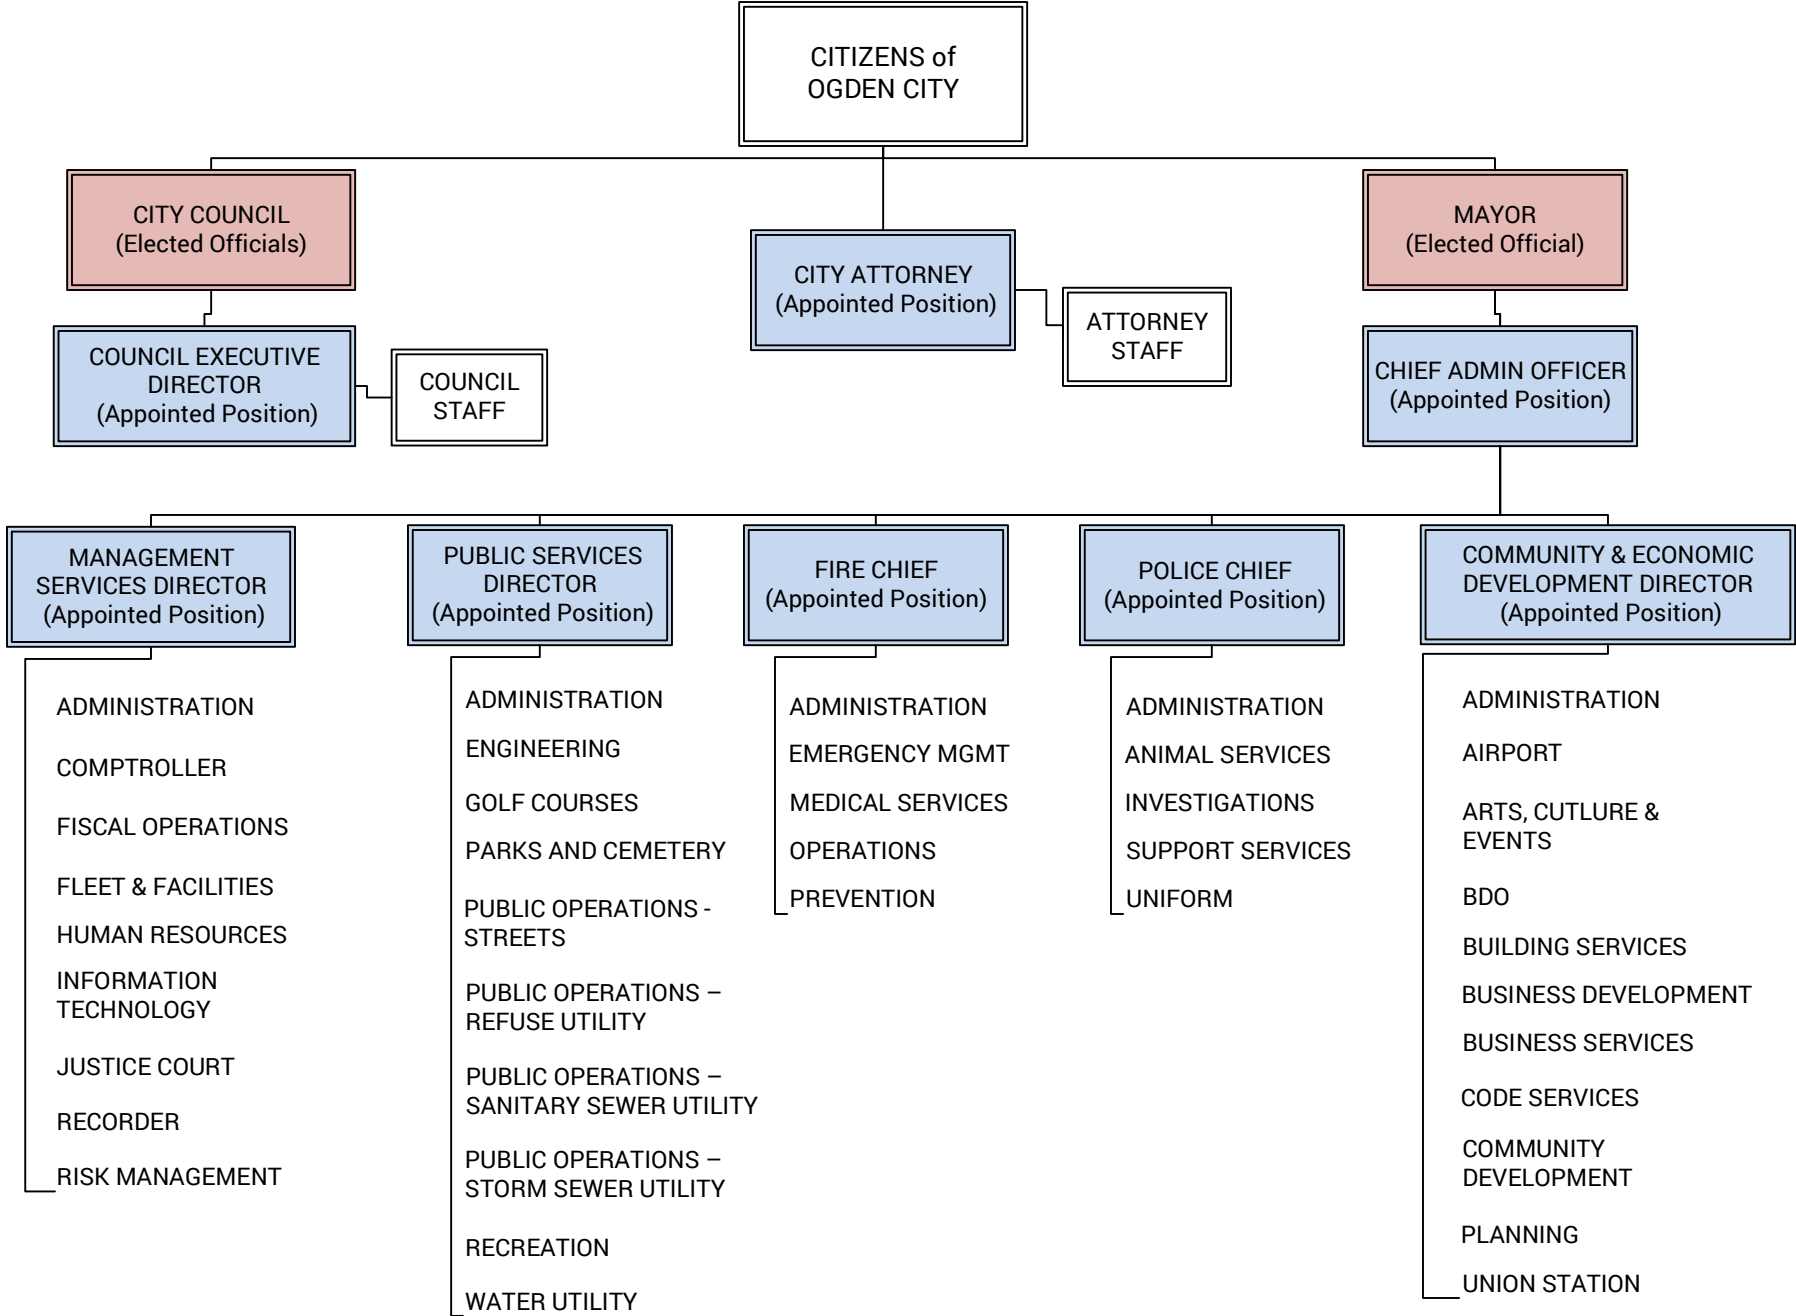 CITIZENS of
OGDEN CITY
CITY COUNCIL
(Elected Officials)
CITY ATTORNEY
(Appointed Position)
MAYOR
(Elected Official)
ATTORNEY
STAFF
COUNCIL EXECUTIVE
DIRECTOR
(Appointed Position)
COUNCIL
STAFF
CHIEF ADMIN OFFICER
(Appointed Position)
MANAGEMENT
SERVICES DIRECTOR
(Appointed Position)
ADMINISTRATION
COMPTROLLER
FISCAL OPERATIONS
FLEET & FACILITIES
HUMAN RESOURCES
INFORMATION
TECHNOLOGY
JUSTICE COURT
RECORDER
RISK MANAGEMENT
PUBLIC SERVICES
DIRECTOR
(Appointed Position)
ADMINISTRATION
ENGINEERING
GOLF COURSES
PARKS AND CEMETERY
PUBLIC OPERATIONS -
STREETS
PUBLIC OPERATIONS –
REFUSE UTILITY
PUBLIC OPERATIONS –
SANITARY SEWER UTILITY
PUBLIC OPERATIONS –
STORM SEWER UTILITY
RECREATION
WATER UTILITY
FIRE CHIEF
(Appointed Position)
ADMINISTRATION
EMERGENCY MGMT
MEDICAL SERVICES
OPERATIONS
PREVENTION
POLICE CHIEF
(Appointed Position)
ADMINISTRATION
ANIMAL SERVICES
INVESTIGATIONS
SUPPORT SERVICES
UNIFORM
COMMUNITY & ECONOMIC
DEVELOPMENT DIRECTOR
(Appointed Position)
ADMINISTRATION
AIRPORT
ARTS, CUTLURE &
EVENTS
BDO
BUILDING SERVICES
BUSINESS DEVELOPMENT
BUSINESS SERVICES
CODE SERVICES
COMMUNITY
DEVELOPMENT
PLANNING
UNION STATION